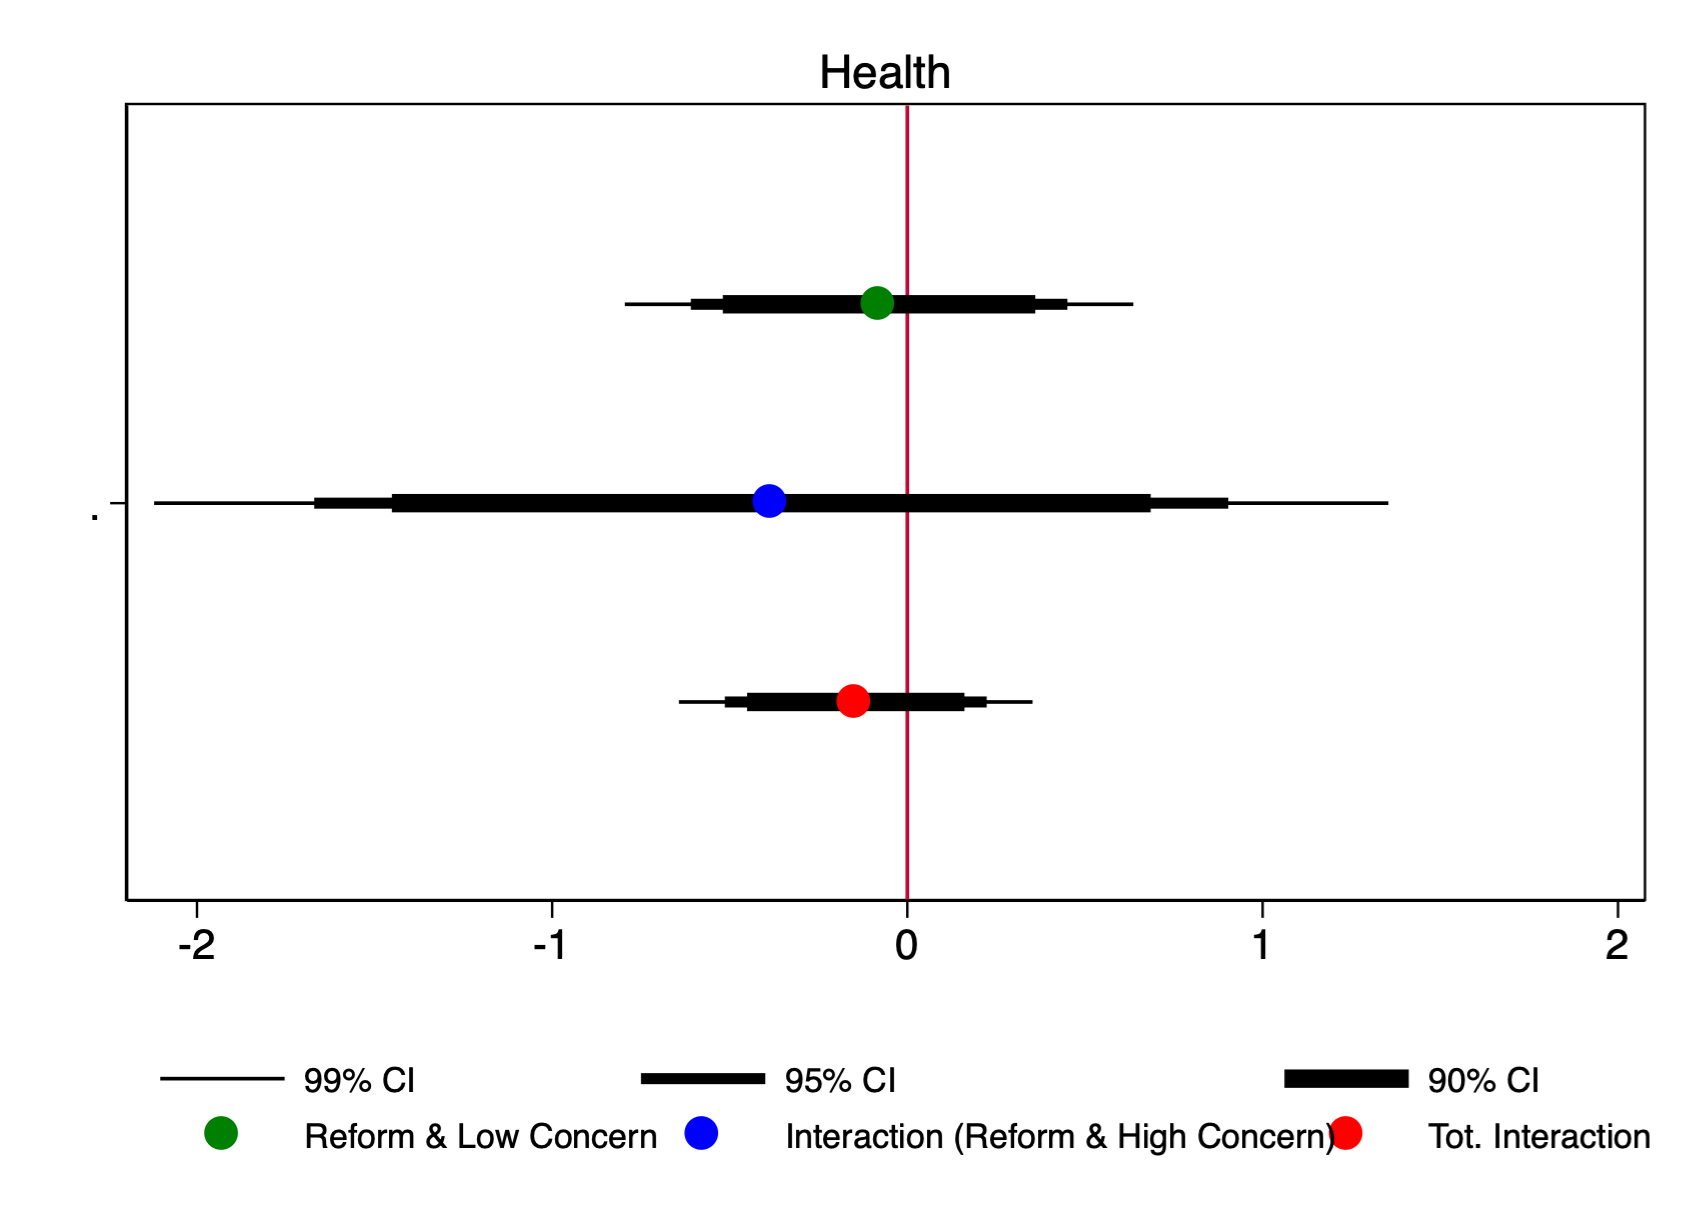 Health
.
-2 -1 0 1 2
99% CI 95% CI 90% CI
Reform & Low Concern Interaction (Reform & High Concern) Tot. Interaction